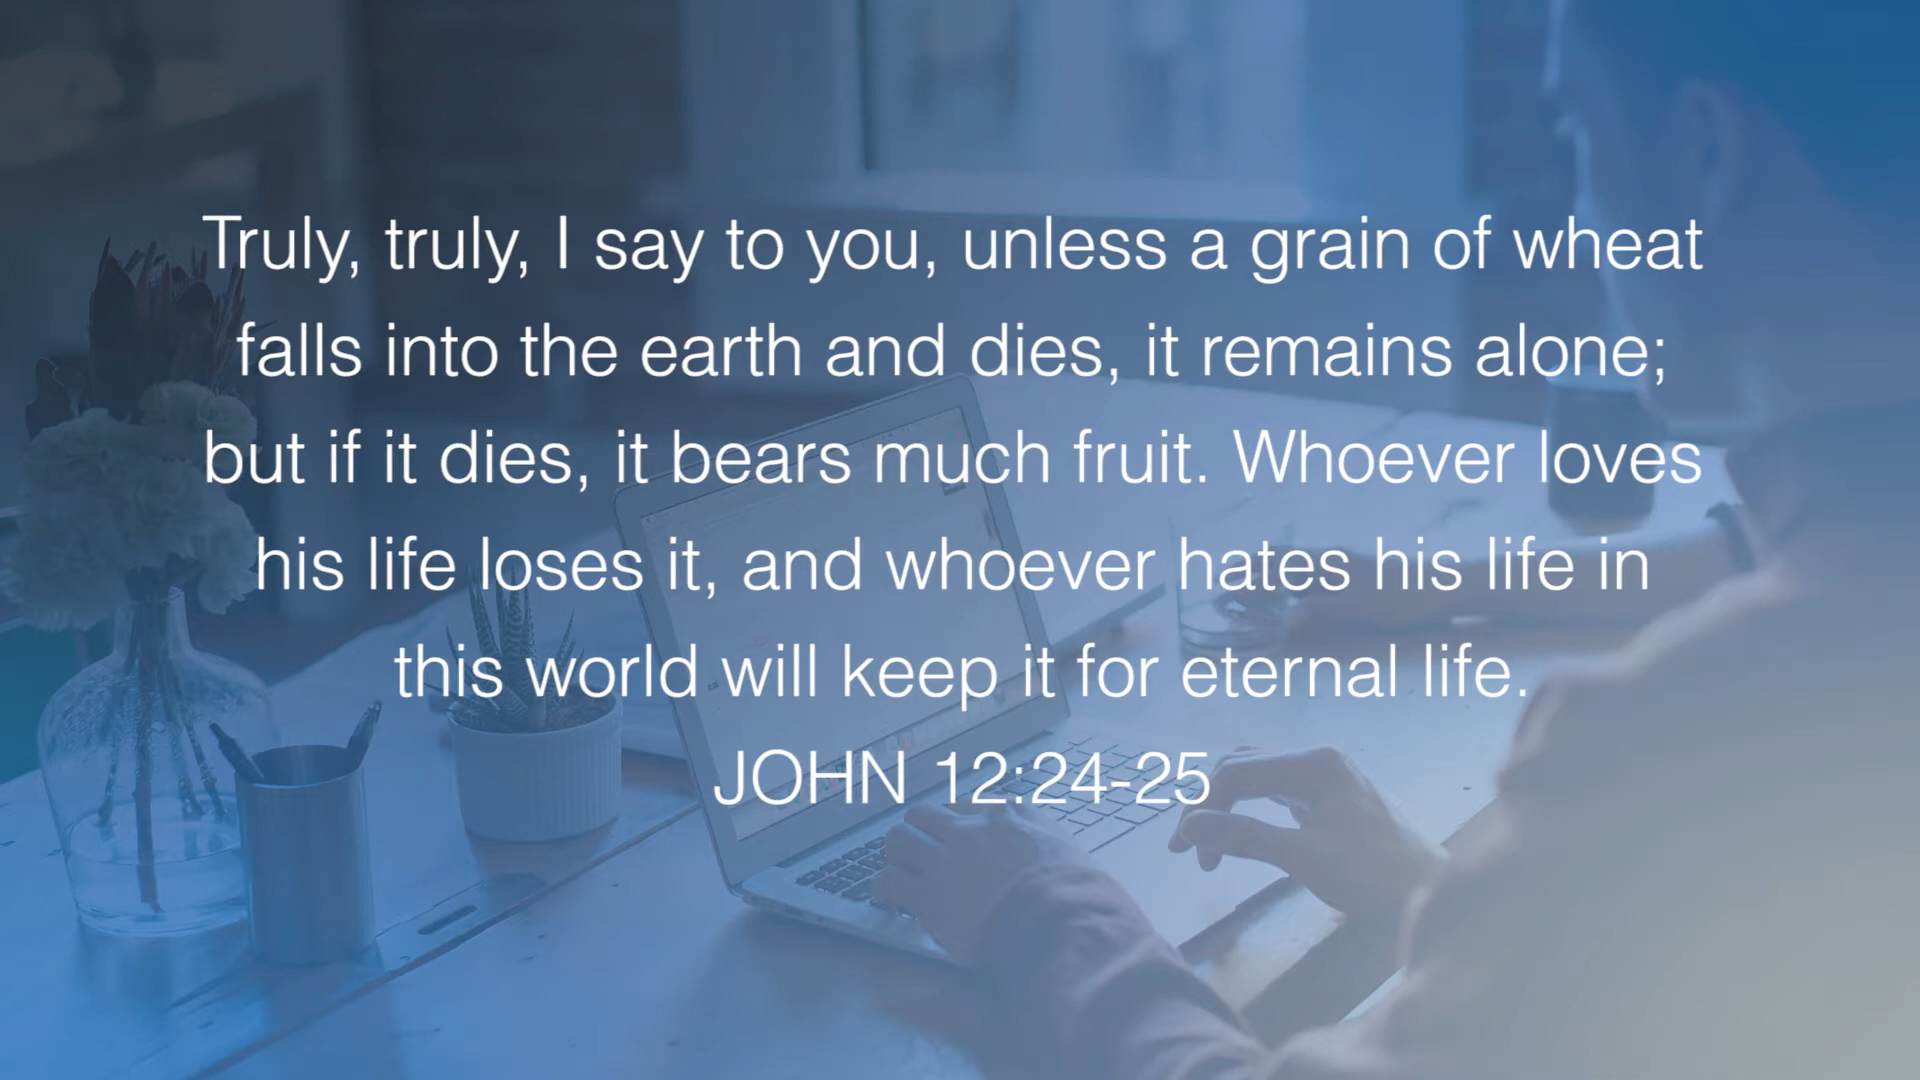 Truly, truly, I say to you, unless a grain of wheat
falls into the earth and dies, it remains alone;
but if it dies, it bears much fruit. Whoever loves
his life loses it, and whoever hates his life in
this world will keep it for eternal life.
JOHN 12:24-25